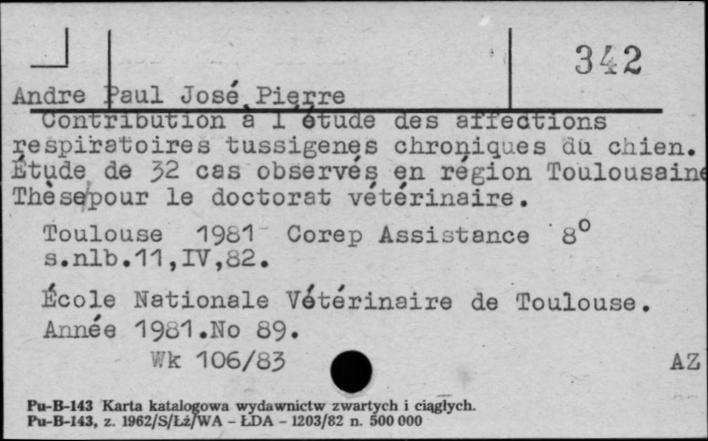 342
Andre Paul José Pierre
Contribution à l'étude des affections
respiratoires tussigenes chroniques du chien.
Étude de 32 cas observés en région Toulousaine
Thèse pour le doctorat vétérinaire.
Toulouse 1981 Corep Assistance 8º
s.nlb.11,IV,82.
École Nationale Vétérinaire de Toulouse.
Année 1981.No 89.
Wk 106/83
AZ
Pu-B-143 Karta katalogowa wydawnictw zwartych i ciągłych.
Pu-B-143, z. 1962/S/Łż/WA – ŁDA – 1203/82 n. 500 000